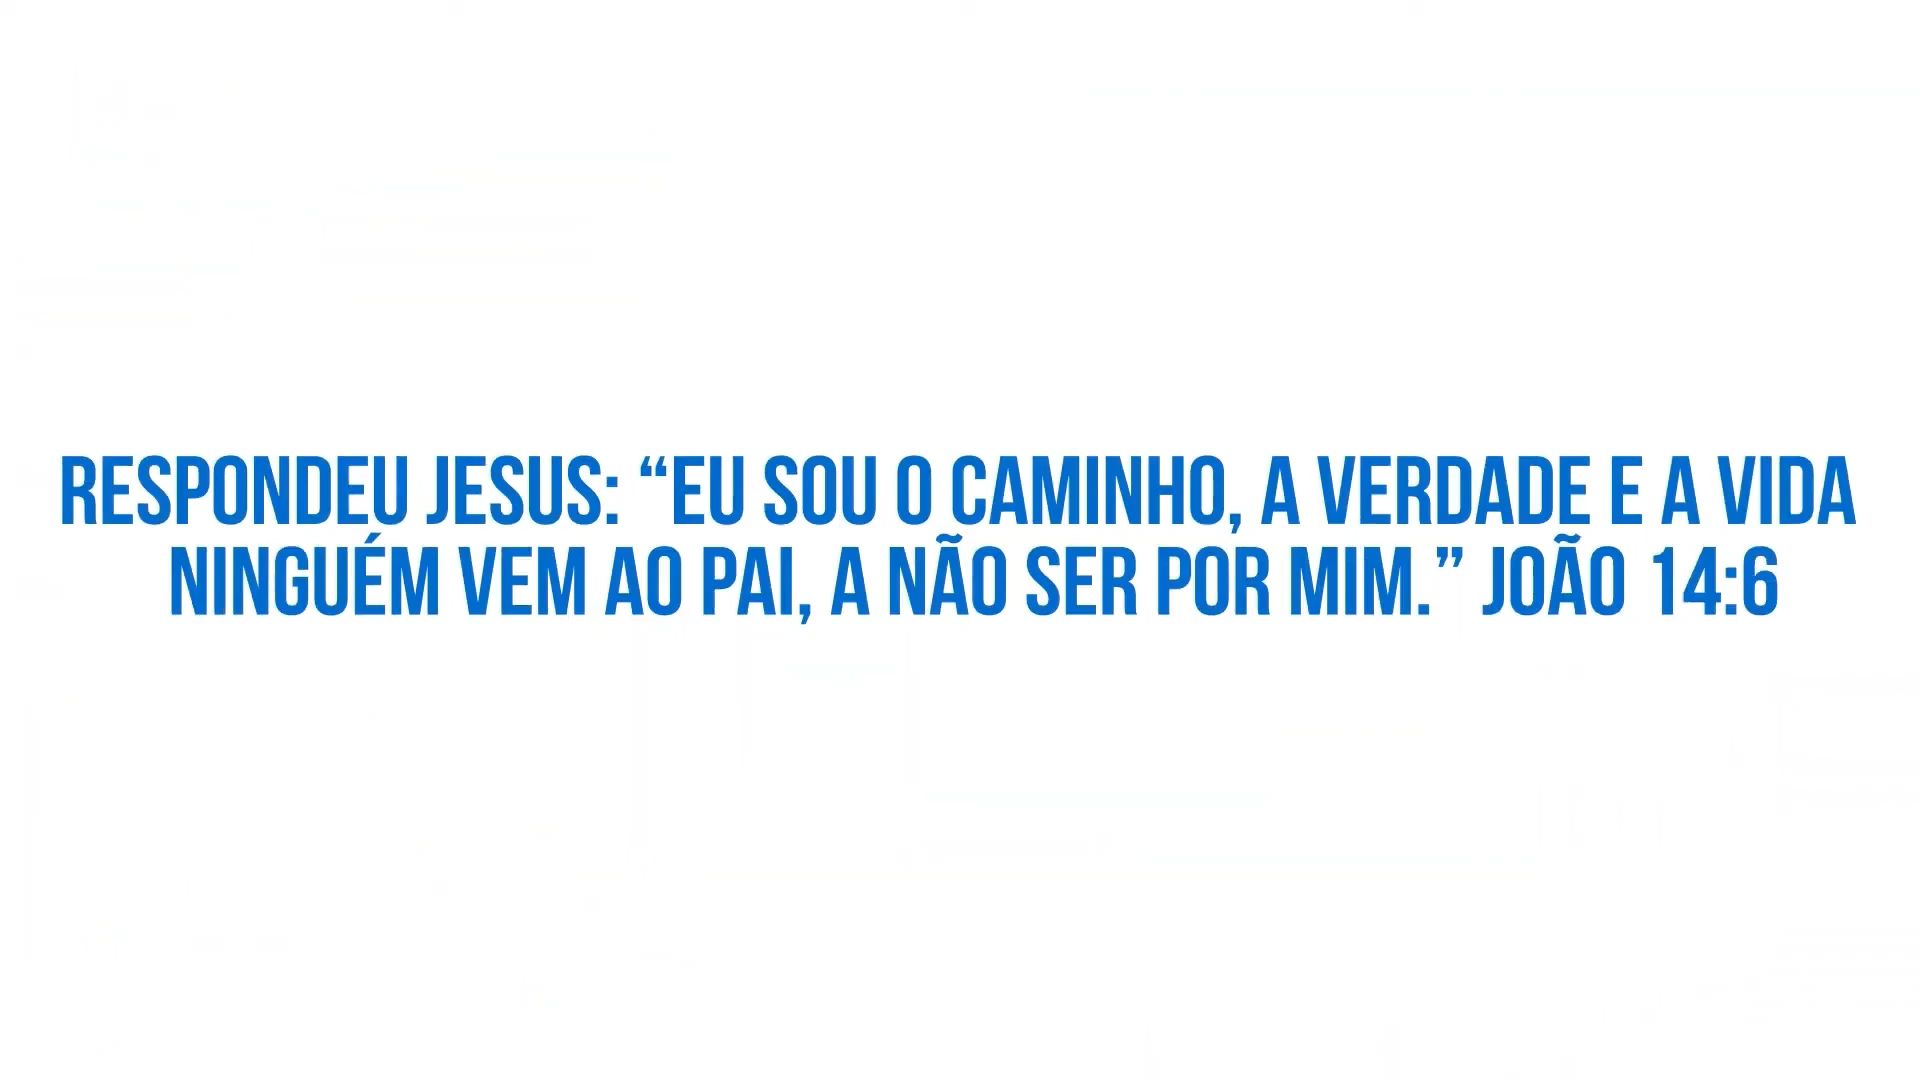 RESPONDEU JESUS: “EU SOU O CAMINHO, A VERDADE E A VIDA
NINGUÉM VEM AO PAI, A NÃO SER POR MIM.” JOÃO 14:6